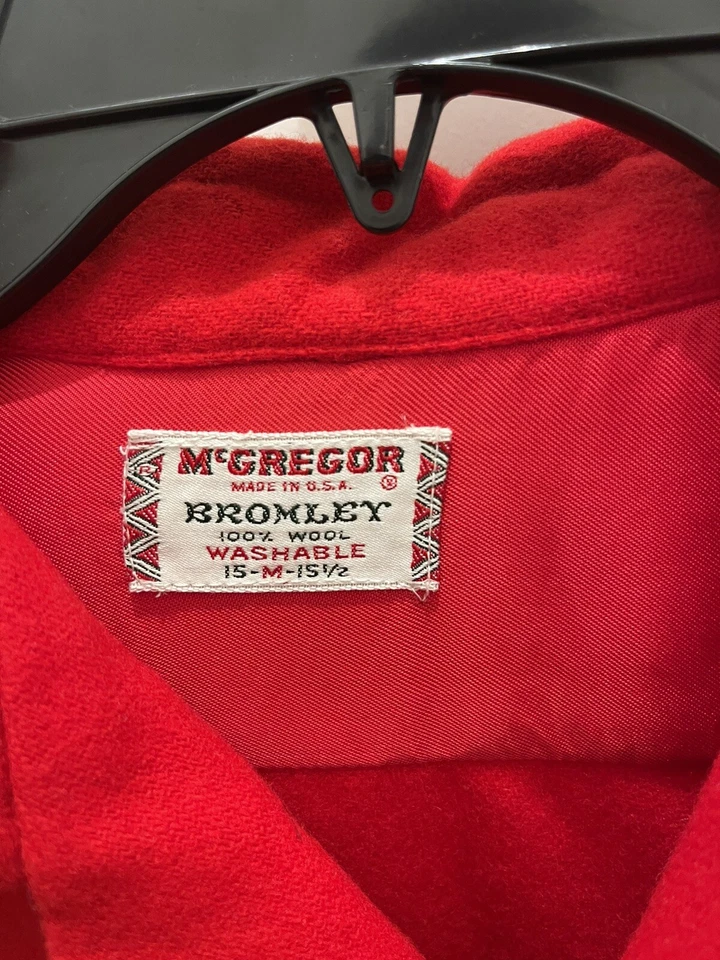 McGREGOR
MADE IN U.S.A. ®
BROMLEY
100% WOOL
WASHABLE
15-M-15½